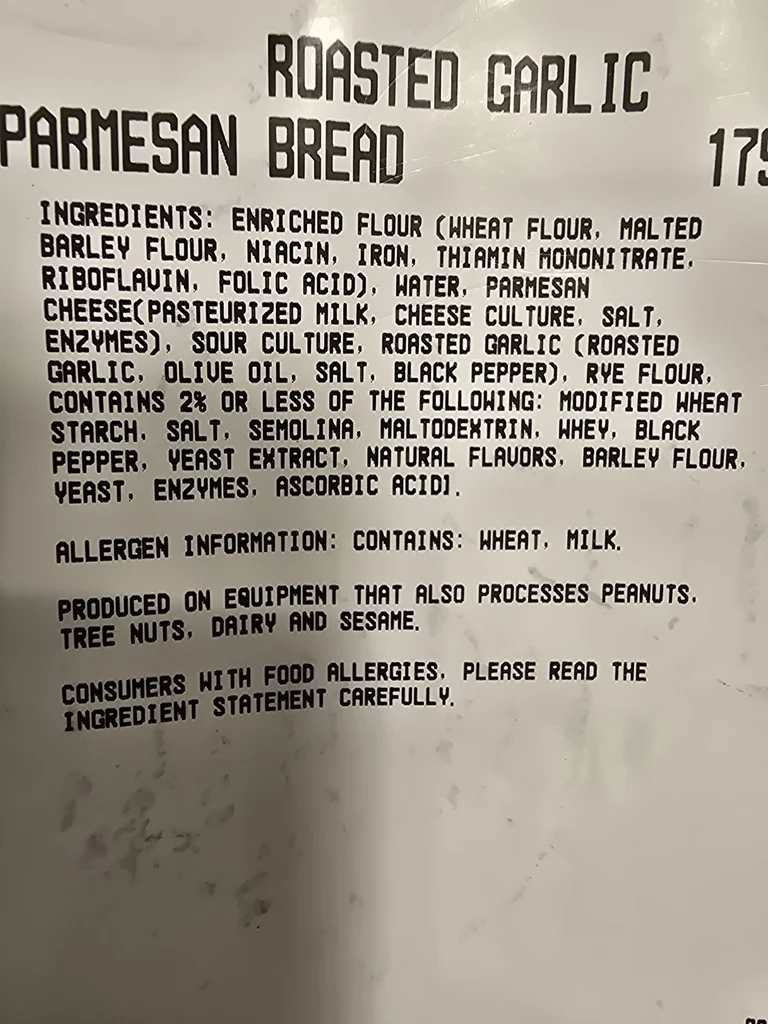 ROASTED GARLIC
PARMESAN BREAD
INGREDIENTS: ENRICHED FLOUR (WHEAT FLOUR, MALTED
BARLEY FLOUR, NIACIN, IRON, THIAMIN MONONITRATE,
RIBOFLAVIN, FOLIC ACID), WATER, PARMESAN
CHEESE(PASTEURIZED MILK, CHEESE CULTURE, SALT,
ENZYMES), SOUR CULTURE, ROASTED GARLIC (ROASTED
GARLIC, OLIVE OIL, SALT, BLACK PEPPER), RYE FLOUR,
CONTAINS 2% OR LESS OF THE FOLLOWING: MODIFIED WHEAT
STARCH, SALT, SEMOLINA, MALTODEXTRIN, WHEY, BLACK
PEPPER, YEAST EXTRACT, NATURAL FLAVORS, BARLEY FLOUR,
YEAST, ENZYMES, ASCORBIC ACID].
ALLERGEN INFORMATION: CONTAINS: WHEAT, MILK.
PRODUCED ON EQUIPMENT THAT ALSO PROCESSES PEANUTS,
TREE NUTS, DAIRY AND SESAME.
CONSUMERS WITH FOOD ALLERGIES, PLEASE READ THE
INGREDIENT STATEMENT CAREFULLY.